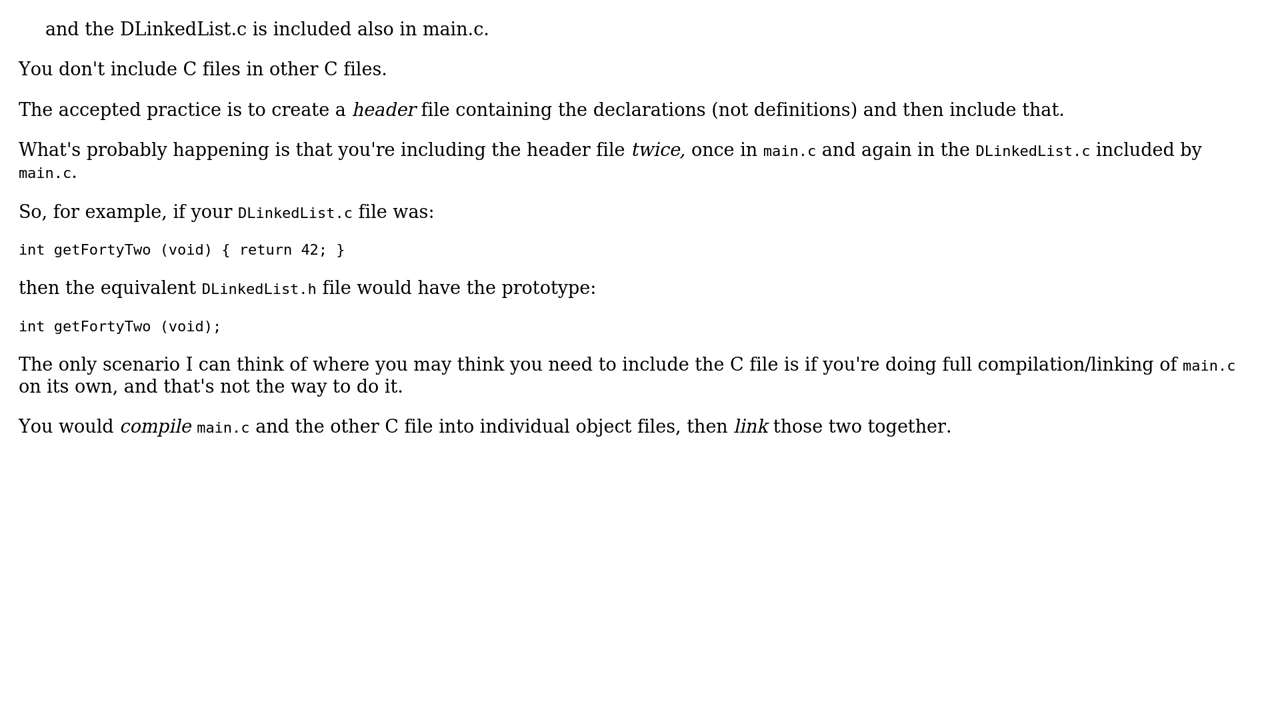 and the DLinkedList.c is included also in main.c.
You don't include C files in other C files.
The accepted practice is to create a header file containing the declarations (not definitions) and then include that.
What's probably happening is that you're including the header file twice, once in main.c and again in the DLinkedList.c included by
main.c.
So, for example, if your DLinkedList.c file was:
int getFortyTwo (void) { return 42; }
then the equivalent DLinkedList.h file would have the prototype:
int getFortyTwo (void);
The only scenario I can think of where you may think you need to include the C file is if you're doing full compilation/linking of main.c
on its own, and that's not the way to do it.
You would compile main.c and the other C file into individual object files, then link those two together.